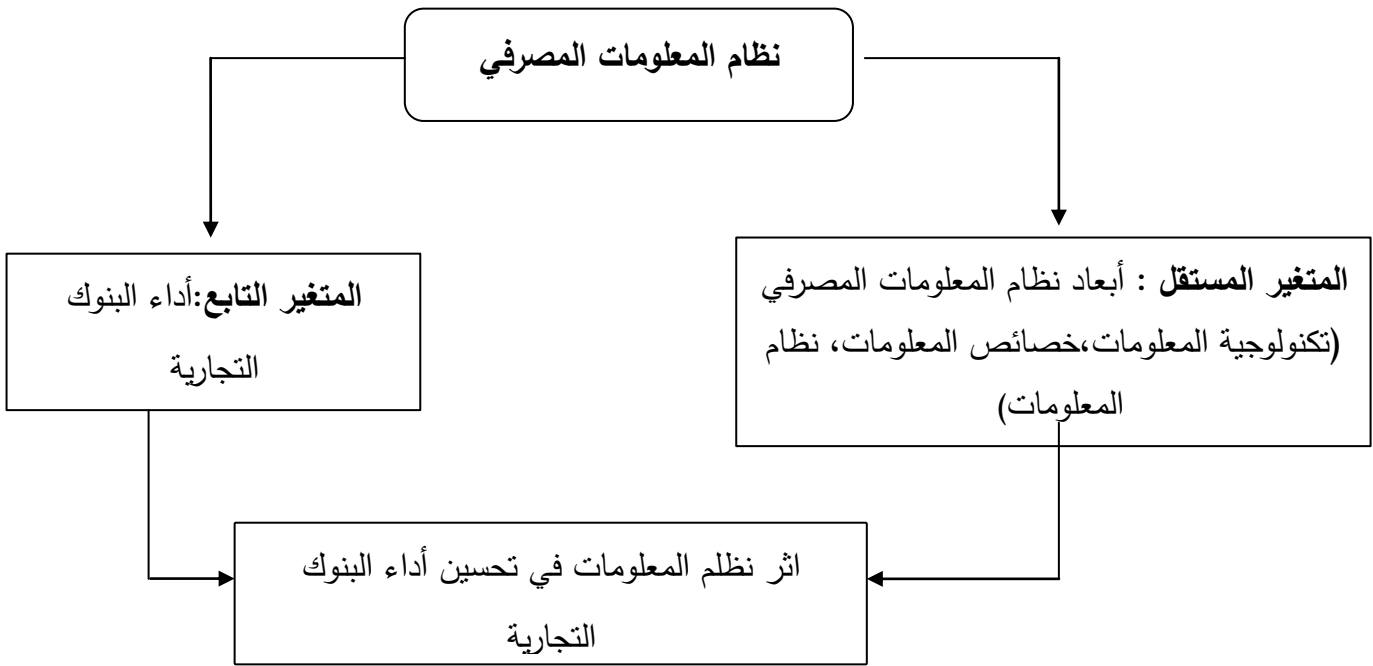 نظام المعلومات المصرفي
المتغير المستقل : أبعاد نظام المعلومات المصرفي
(تكنولوجية المعلومات،خصائص المعلومات، نظام
المعلومات)
المتغير التابع:أداء البنوك
التجارية
اثر نظلم المعلومات في تحسين أداء البنوك
التجارية